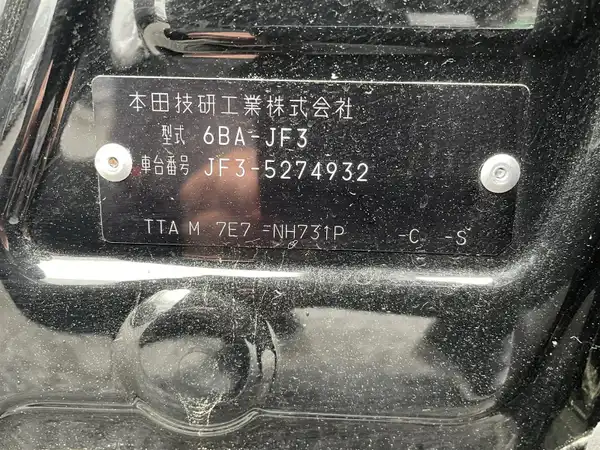 本田技研工業株式会社
型式 6BA-JF3
車台番号 JF3-5274932
TTA M 7E7 -NH731P -C -S